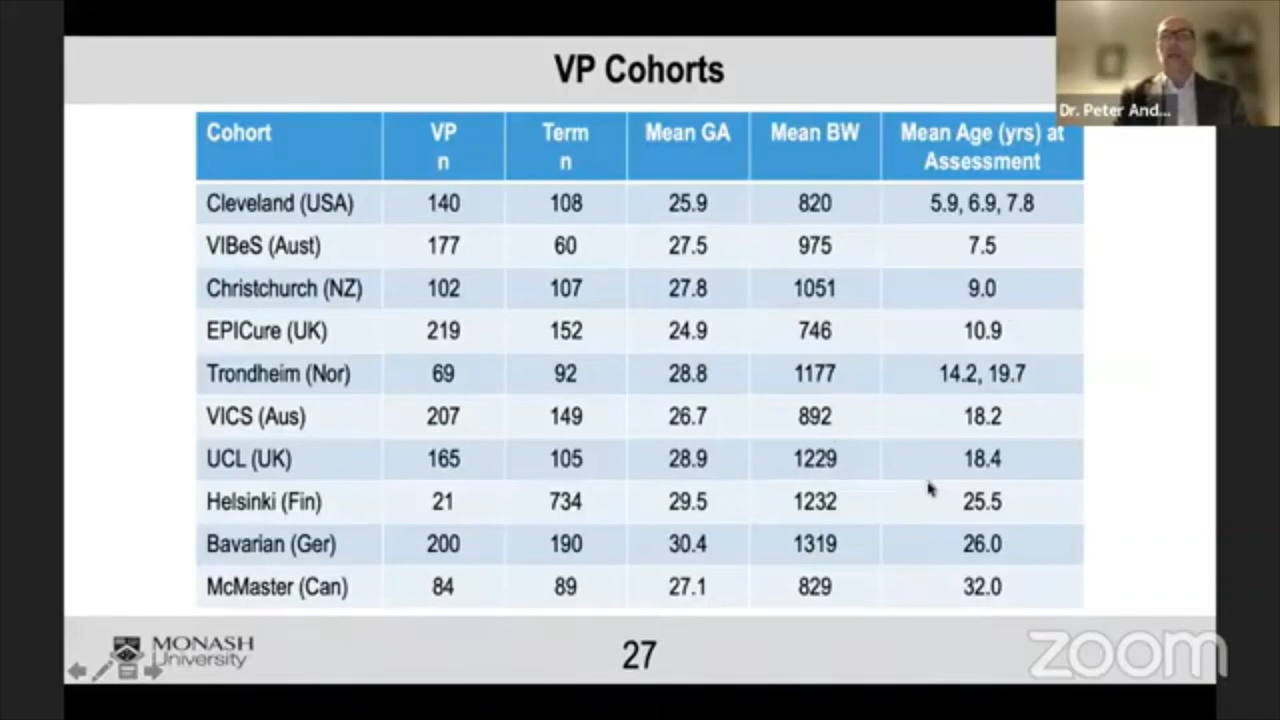 VP Cohorts
Dr. Peter And...
Cohort VP n Term n Mean GA Mean BW Mean Age (yrs) at Assessment
Cleveland (USA) 140 108 25.9 820 5.9, 6.9, 7.8
VIBeS (Aust) 177 60 27.5 975 7.5
Christchurch (NZ) 102 107 27.8 1051 9.0
EPICure (UK) 219 152 24.9 746 10.9
Trondheim (Nor) 69 92 28.8 1177 14.2, 19.7
VICS (Aus) 207 149 26.7 892 18.2
UCL (UK) 165 105 28.9 1229 18.4
Helsinki (Fin) 21 734 29.5 1232 25.5
Bavarian (Ger) 200 190 30.4 1319 26.0
McMaster (Can) 84 89 27.1 829 32.0
MONASH
University
27
zoom